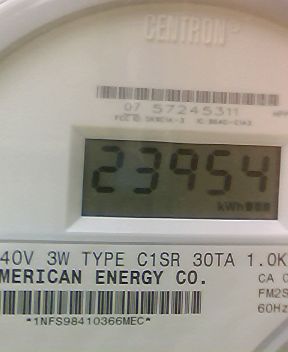 CENTRON
07 57245311
23954
kWh
40V 3W TYPE C1SR 30TA 1.0K
MERICAN ENERGY CO.
CA
FM2S
60Hz
*1NFS98410366MEC*